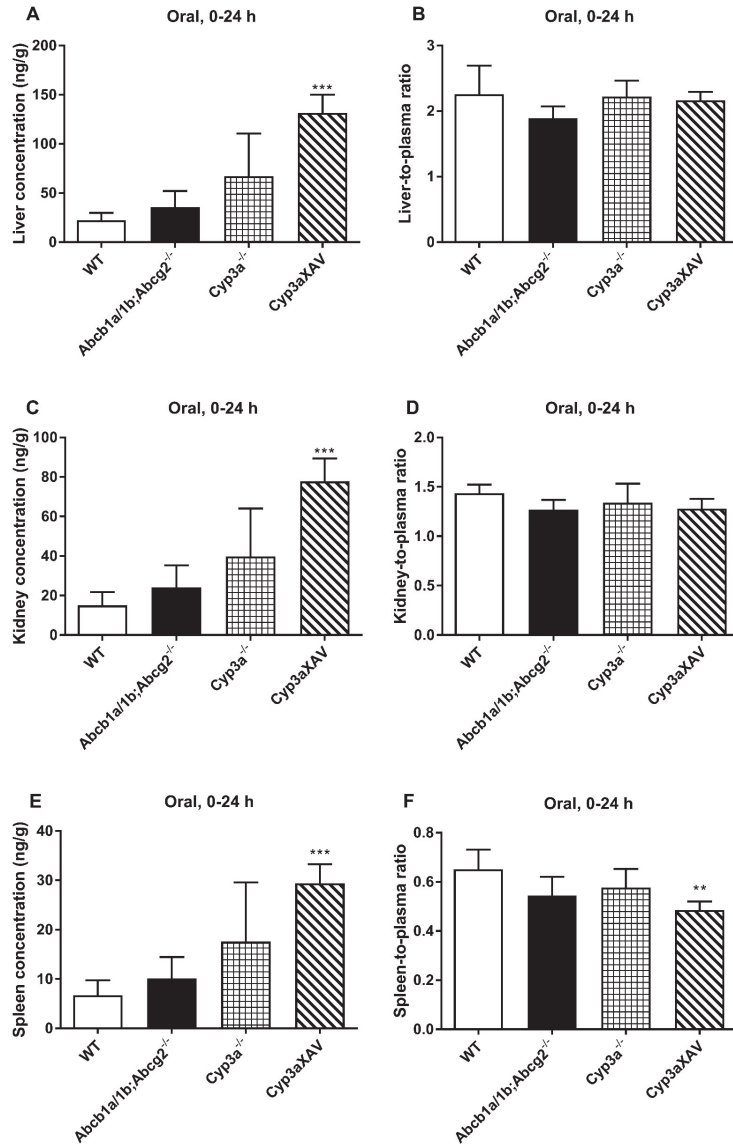 A
Oral, 0-24 h
Liver concentration (ng/g)
200
150
100
50
0
***
WT
Abcb1a/1b;Abcg2-/-
Cyp3a-/-
Cyp3aXAV
B
Oral, 0-24 h
Liver-to-plasma ratio
3
2
1
0
WT
Abcb1a/1b;Abcg2-/-
Cyp3a-/-
Cyp3aXAV
C
Oral, 0-24 h
Kidney concentration (ng/g)
100
80
60
40
20
0
***
WT
Abcb1a/1b;Abcg2-/-
Cyp3a-/-
Cyp3aXAV
D
Oral, 0-24 h
Kidney-to-plasma ratio
2.0
1.5
1.0
0.5
0.0
WT
Abcb1a/1b;Abcg2-/-
Cyp3a-/-
Cyp3aXAV
E
Oral, 0-24 h
Spleen concentration (ng/g)
40
30
20
10
0
***
WT
Abcb1a/1b;Abcg2-/-
Cyp3a-/-
Cyp3aXAV
F
Oral, 0-24 h
Spleen-to-plasma ratio
0.8
0.6
0.4
0.2
0.0
**
WT
Abcb1a/1b;Abcg2-/-
Cyp3a-/-
Cyp3aXAV